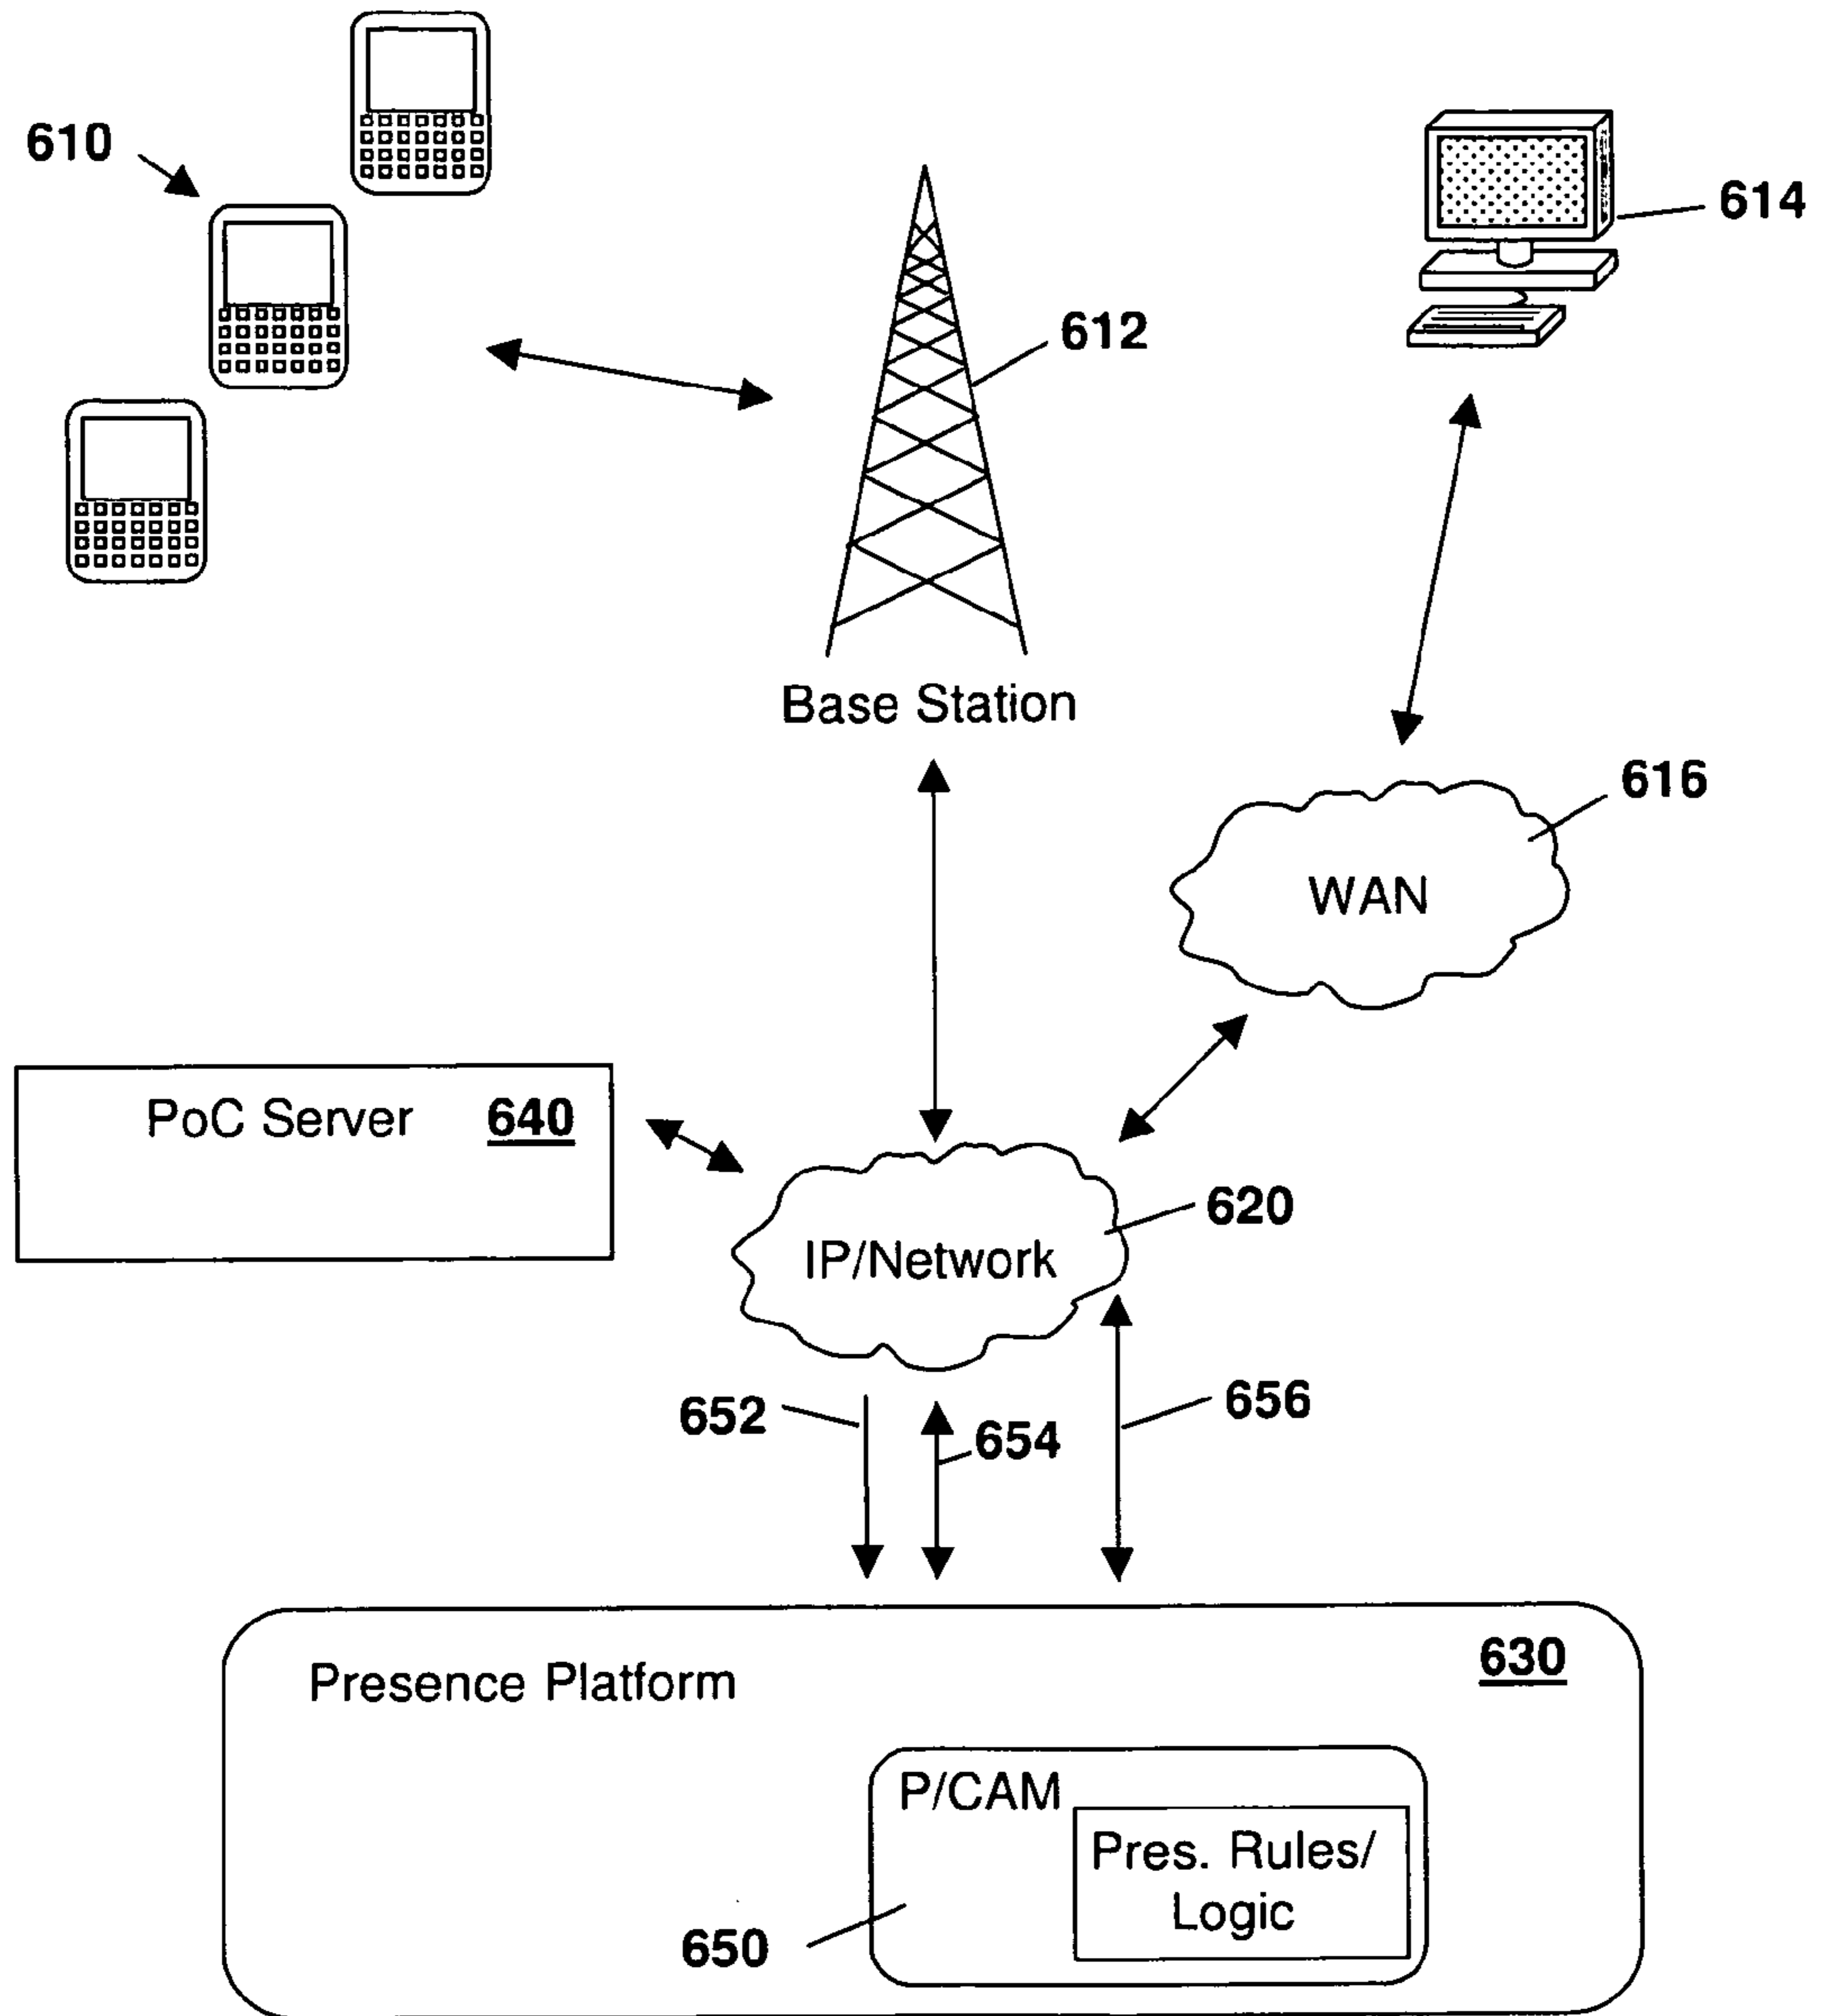 610
614
612
Base Station
616
WAN
PoC Server 640
620
IP/Network
652
654
656
Presence Platform
630
P/CAM
Pres. Rules/
Logic
650